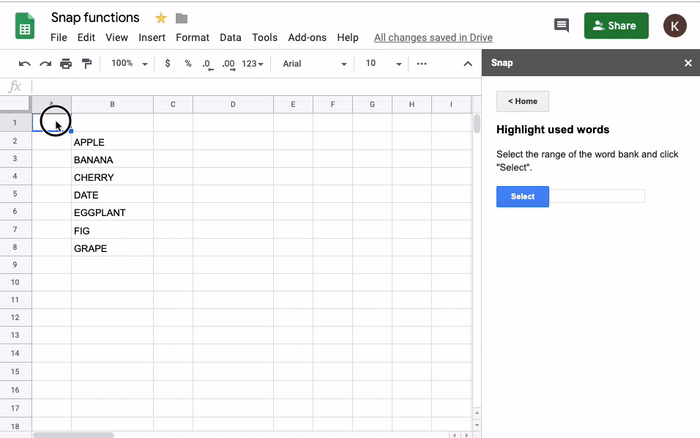 Snap functions
File Edit View Insert Format Data Tools Add-ons Help All changes saved in Drive
Share
K
100% $ % .0 .00 123 Arial 10 ...
Snap
fx
A B C D E F G H I
< Home
1
Highlight used words
2 APPLE
3 BANANA
Select the range of the word bank and click
4 CHERRY
"Select".
5 DATE
Select
6 EGGPLANT
7 FIG
8 GRAPE
9
10
11
12
13
14
15
16
17
18